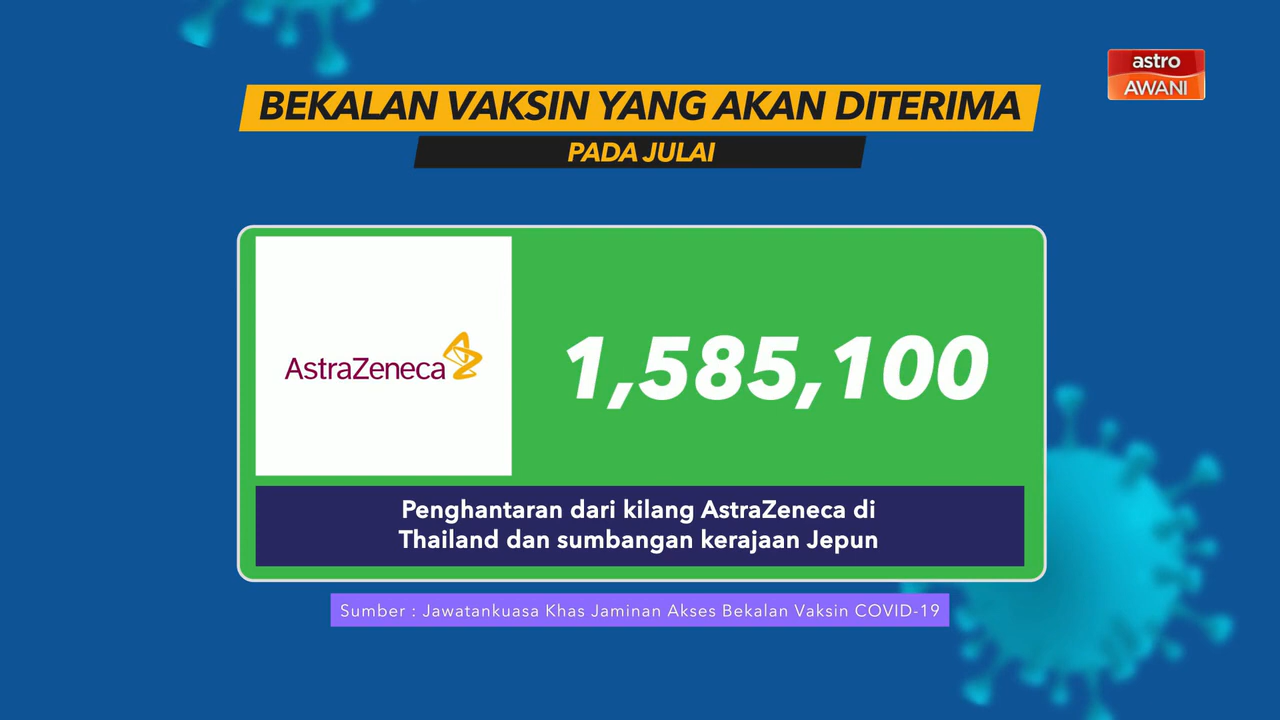 astro
AWANI
BEKALAN VAKSIN YANG AKAN DITERIMA
PADA JULAI
AstraZeneca
1,585,100
Penghantaran dari kilang AstraZeneca di
Thailand dan sumbangan kerajaan Jepun
Sumber : Jawatankuasa Khas Jaminan Akses Bekalan Vaksin COVID-19